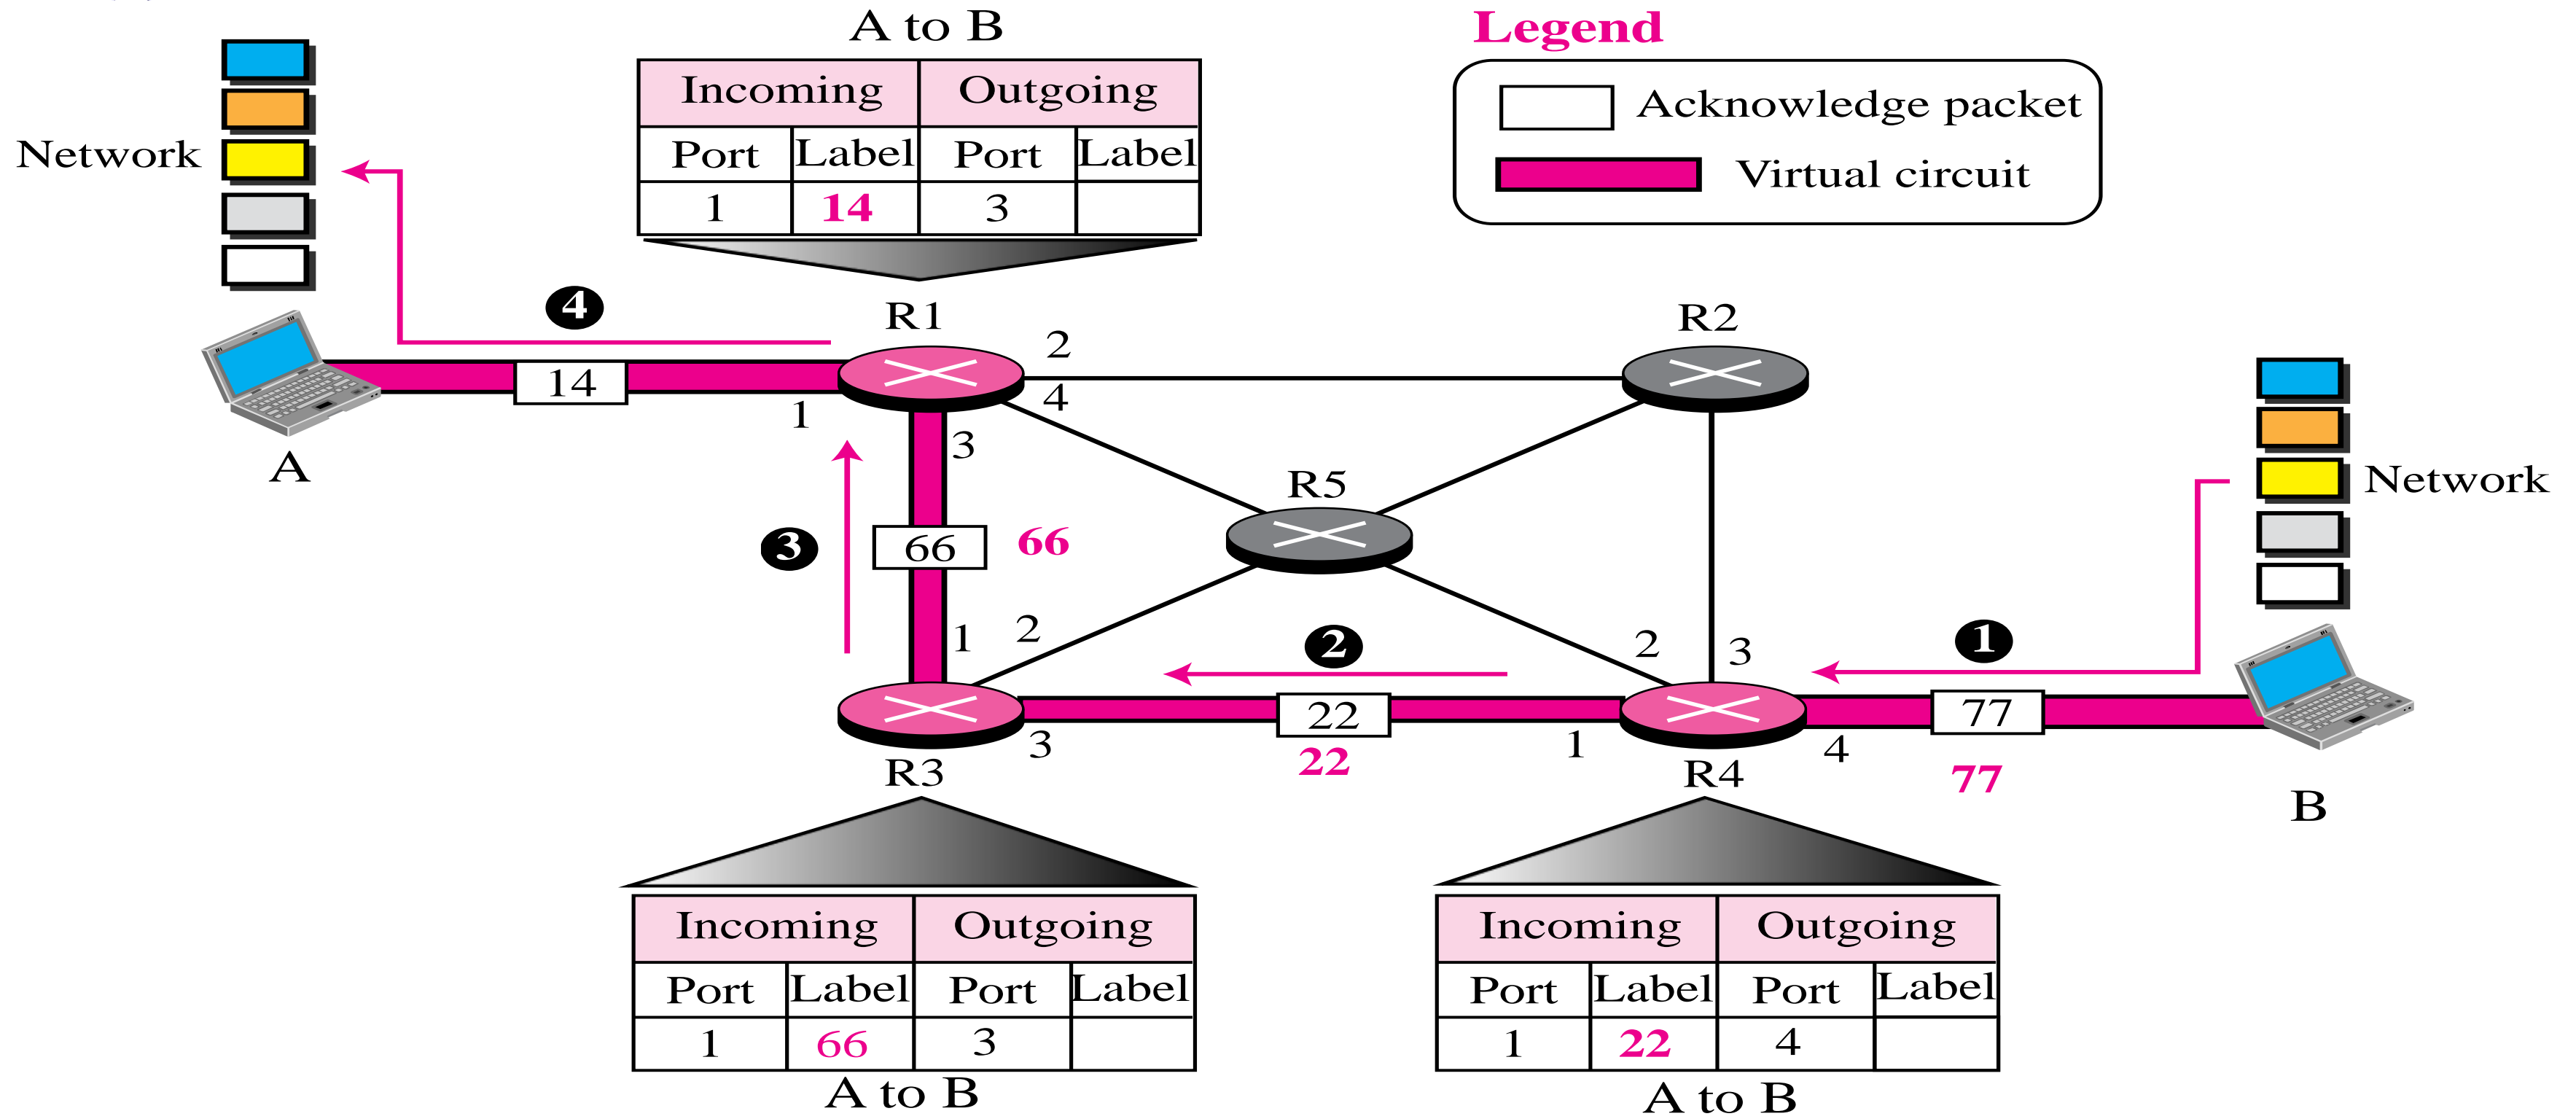 A to B
Incoming Outgoing
Port Label Port Label
1 14 3
Legend
Acknowledge packet
Virtual circuit
Network
4
14
1
A
R1
2
4
3
R2
R5
3
66 66
1
2
R3
3
2
22
22
1
2
3
R4
4
1
77
77
Network
B
Incoming Outgoing
Port Label Port Label
1 66 3
A to B
Incoming Outgoing
Port Label Port Label
1 22 4
A to B